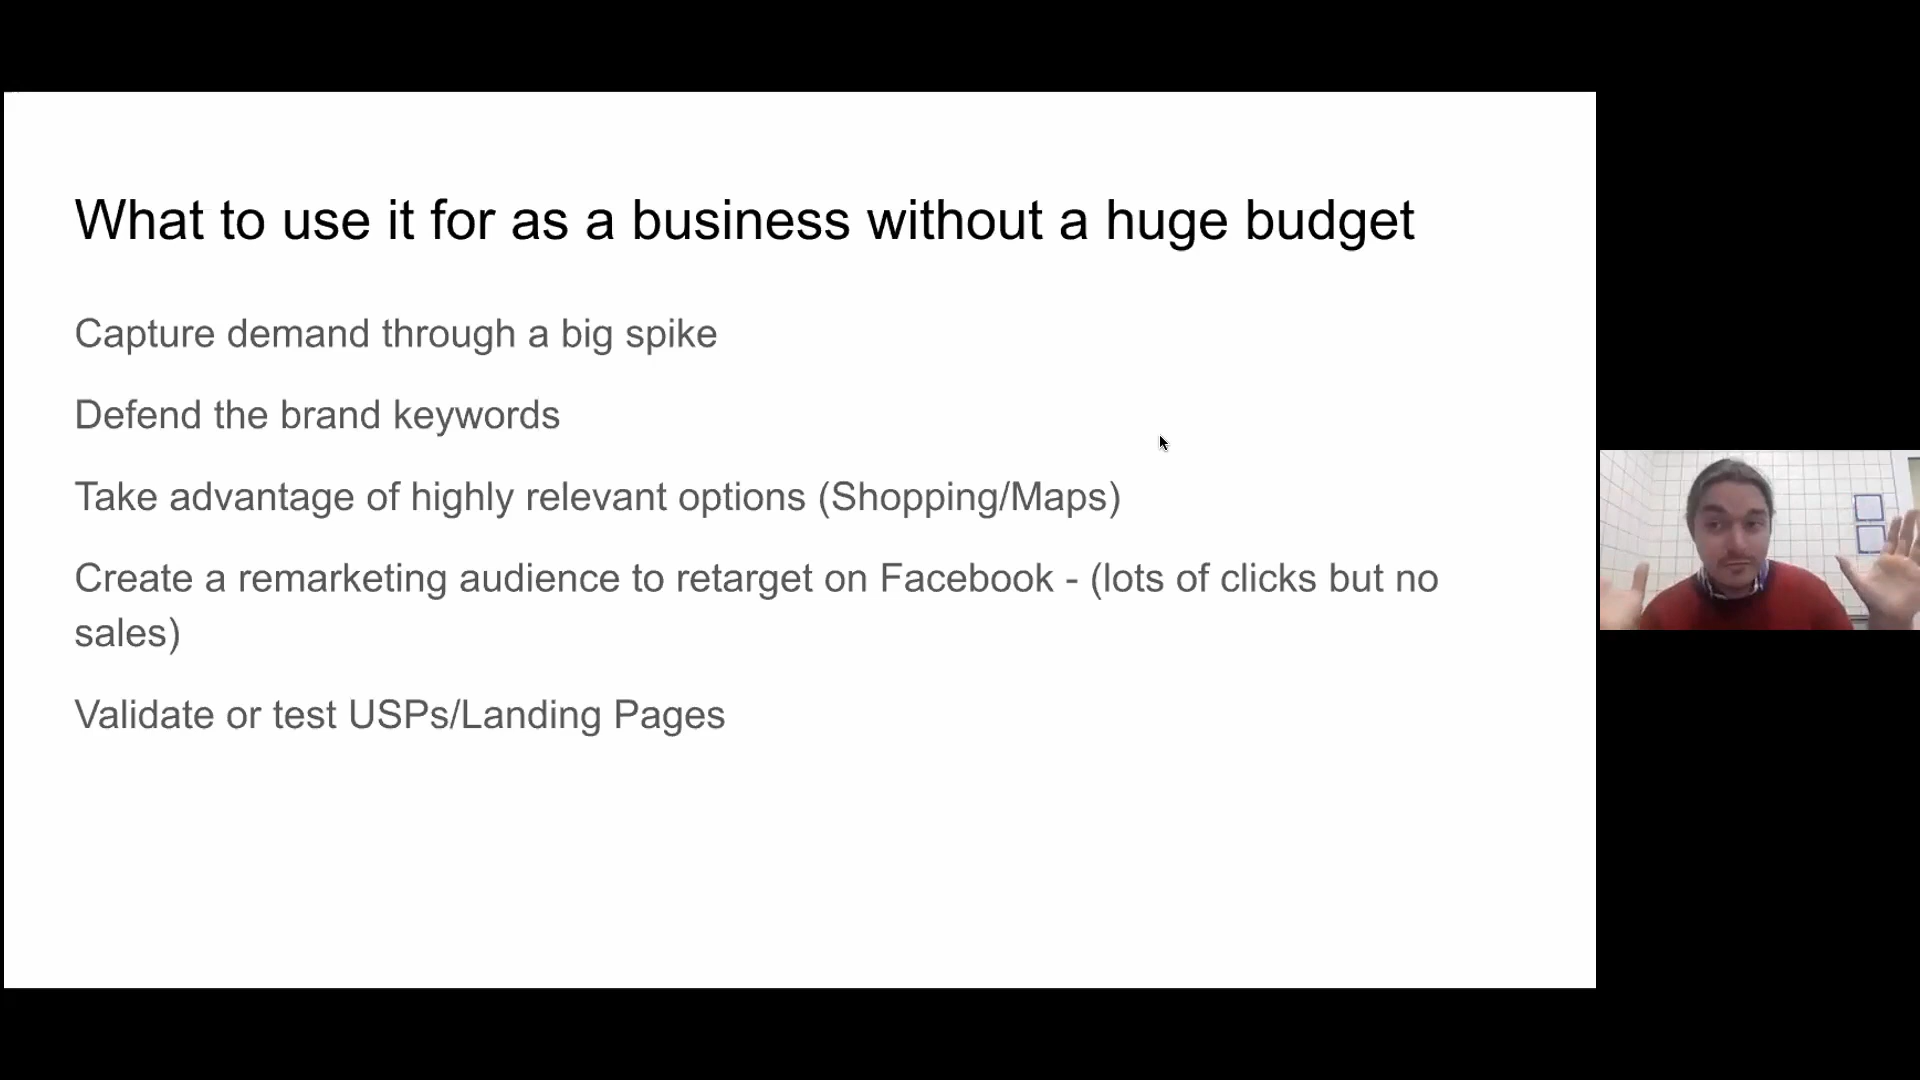 What to use it for as a business without a huge budget
Capture demand through a big spike
Defend the brand keywords
Take advantage of highly relevant options (Shopping/Maps)
Create a remarketing audience to retarget on Facebook - (lots of clicks but no
sales)
Validate or test USPs/Landing Pages